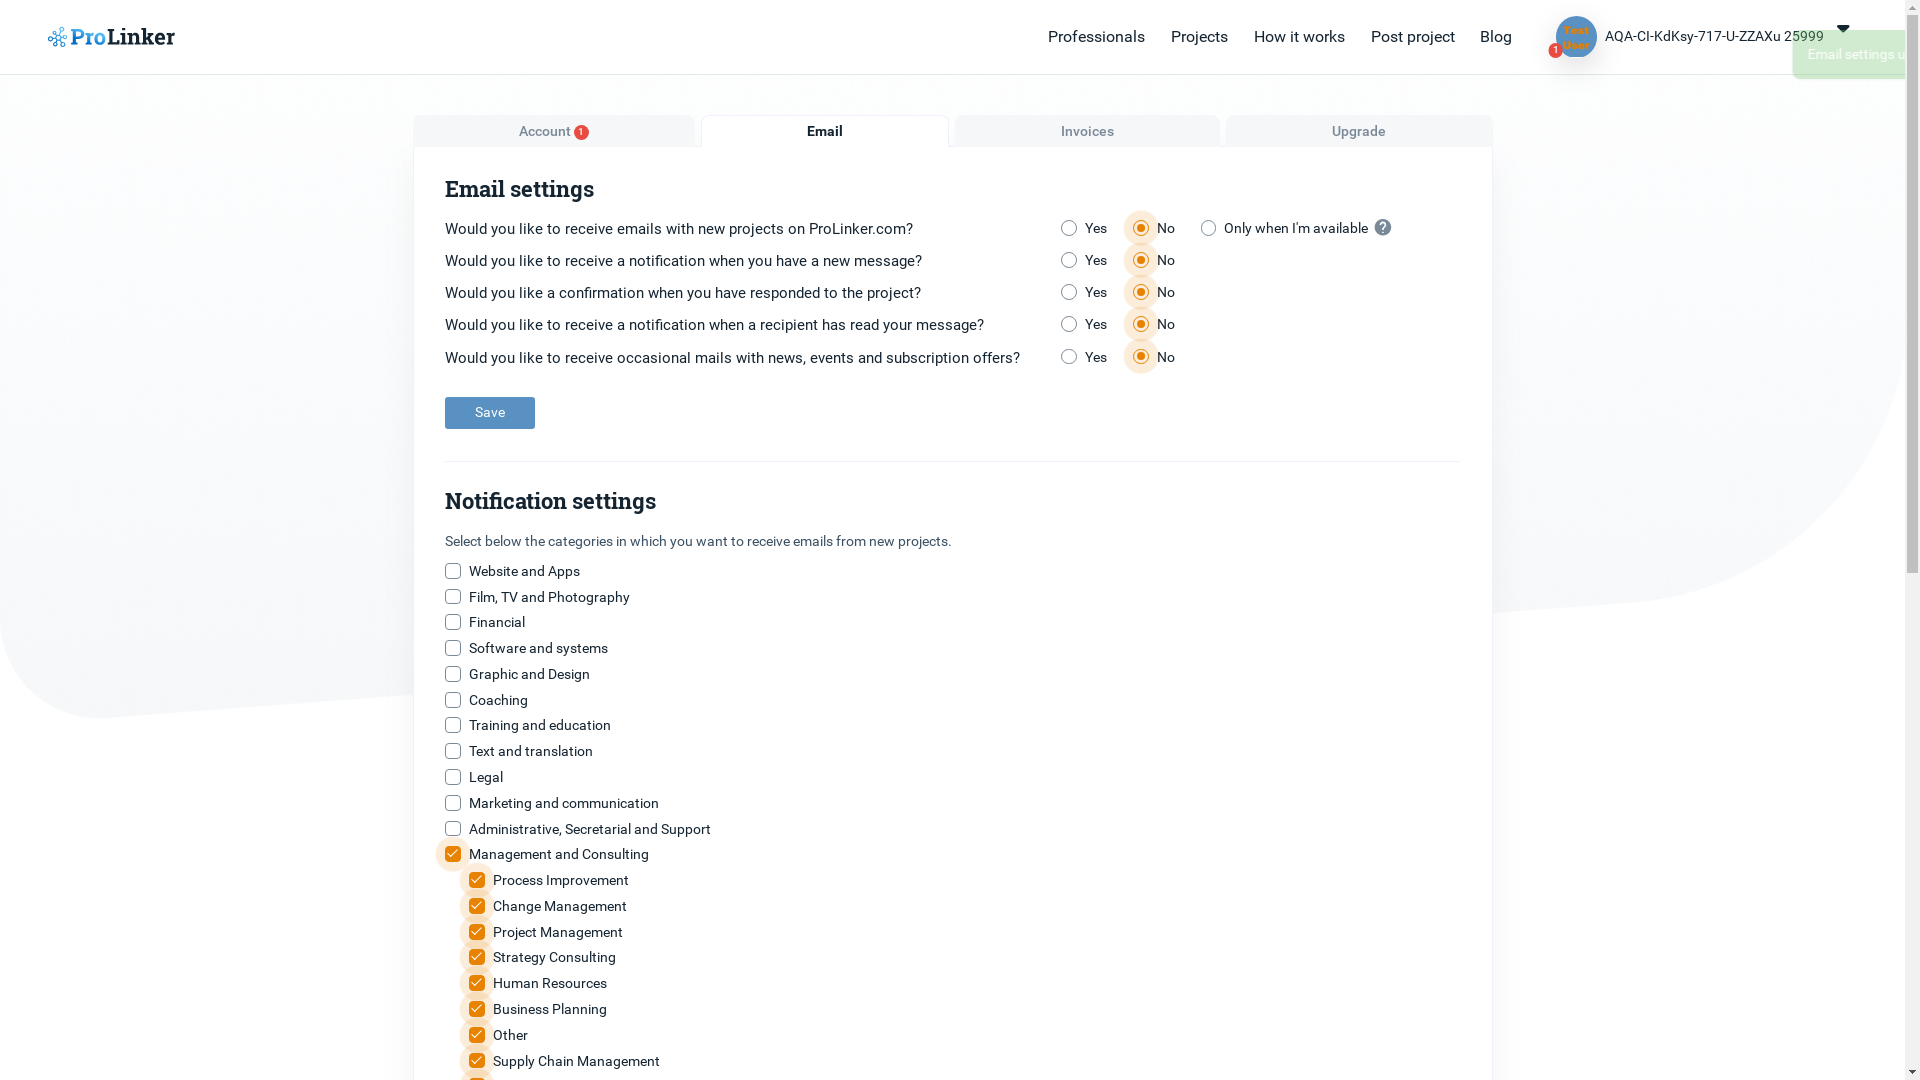 ProLinker
Professionals
Projects
How it works
Post project
Blog
Test
User
1
AQA-CI-KdKsy-717-U-ZZAXu 25999
Email settings u
Account 1
Email
Invoices
Upgrade
Email settings
Would you like to receive emails with new projects on ProLinker.com? Yes No Only when I'm available ?
Would you like to receive a notification when you have a new message? Yes No
Would you like a confirmation when you have responded to the project? Yes No
Would you like to receive a notification when a recipient has read your message? Yes No
Would you like to receive occasional mails with news, events and subscription offers? Yes No
Save
Notification settings
Select below the categories in which you want to receive emails from new projects.
Website and Apps
Film, TV and Photography
Financial
Software and systems
Graphic and Design
Coaching
Training and education
Text and translation
Legal
Marketing and communication
Administrative, Secretarial and Support
Management and Consulting
Process Improvement
Change Management
Project Management
Strategy Consulting
Human Resources
Business Planning
Other
Supply Chain Management